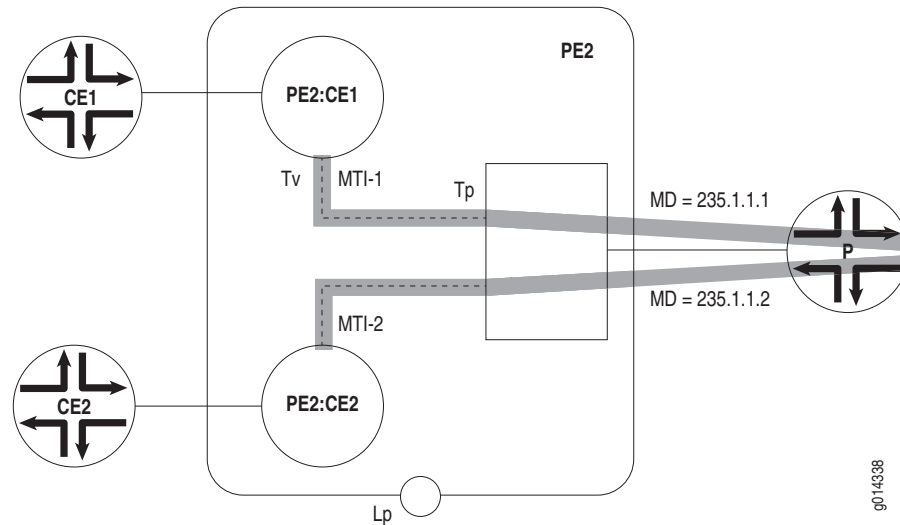 PE2
CE1
PE2:CE1
Tv
MTI-1
Tp
MD = 235.1.1.1
P
MD = 235.1.1.2
MTI-2
CE2
PE2:CE2
Lp
g014338